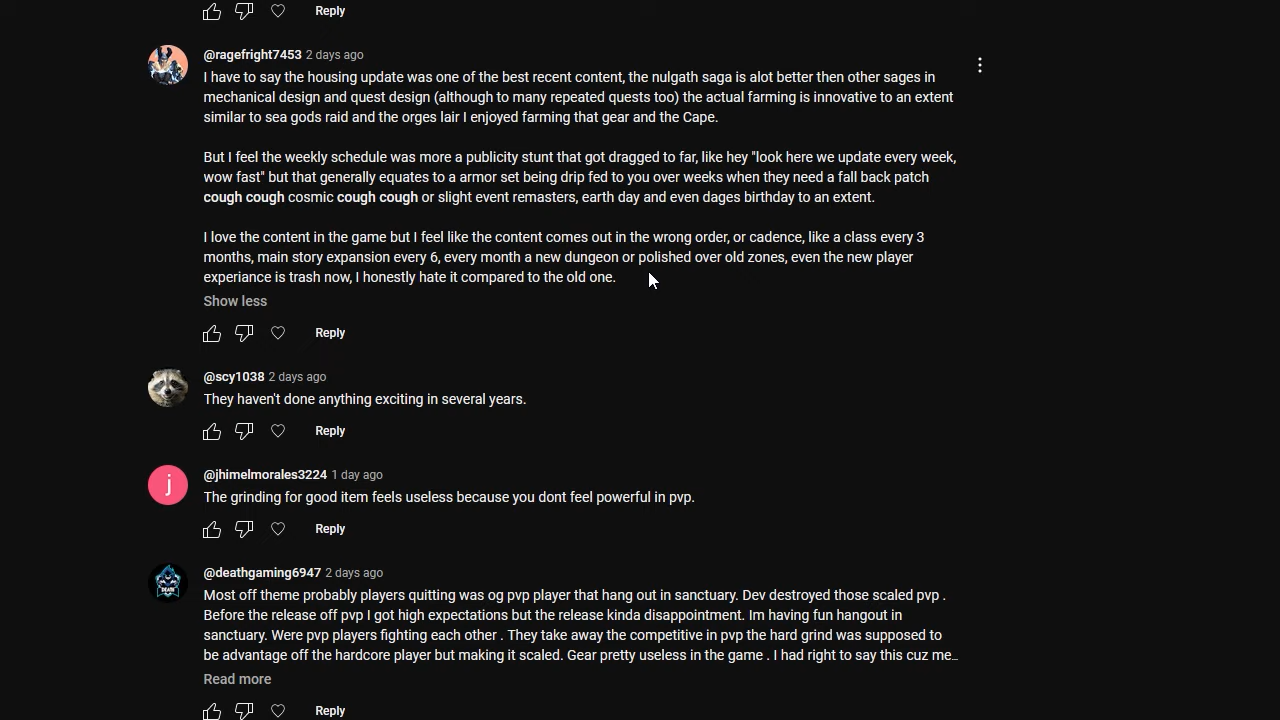 Reply
@ragefright7453 2 days ago
I have to say the housing update was one of the best recent content, the nulgath saga is alot better then other sages in
mechanical design and quest design (although to many repeated quests too) the actual farming is innovative to an extent
similar to sea gods raid and the orges lair I enjoyed farming that gear and the Cape.
But I feel the weekly schedule was more a publicity stunt that got dragged to far, like hey "look here we update every week,
wow fast" but that generally equates to a armor set being drip fed to you over weeks when they need a fall back patch
cough cough cosmic cough cough or slight event remasters, earth day and even dages birthday to an extent.
I love the content in the game but I feel like the content comes out in the wrong order, or cadence, like a class every 3
months, main story expansion every 6, every month a new dungeon or polished over old zones, even the new player
experiance is trash now, I honestly hate it compared to the old one.
Show less
Reply
@scy1038 2 days ago
They haven't done anything exciting in several years.
Reply
j
@jhimelmorales3224 1 day ago
The grinding for good item feels useless because you dont feel powerful in pvp.
Reply
DEATH
@deathgaming6947 2 days ago
Most off theme probably players quitting was og pvp player that hang out in sanctuary. Dev destroyed those scaled pvp .
Before the release off pvp I got high expectations but the release kinda disappointment. Im having fun hangout in
sanctuary. Were pvp players fighting each other . They take away the competitive in pvp the hard grind was supposed to
be advantage off the hardcore player but making it scaled. Gear pretty useless in the game . I had right to say this cuz me...
Read more
Reply